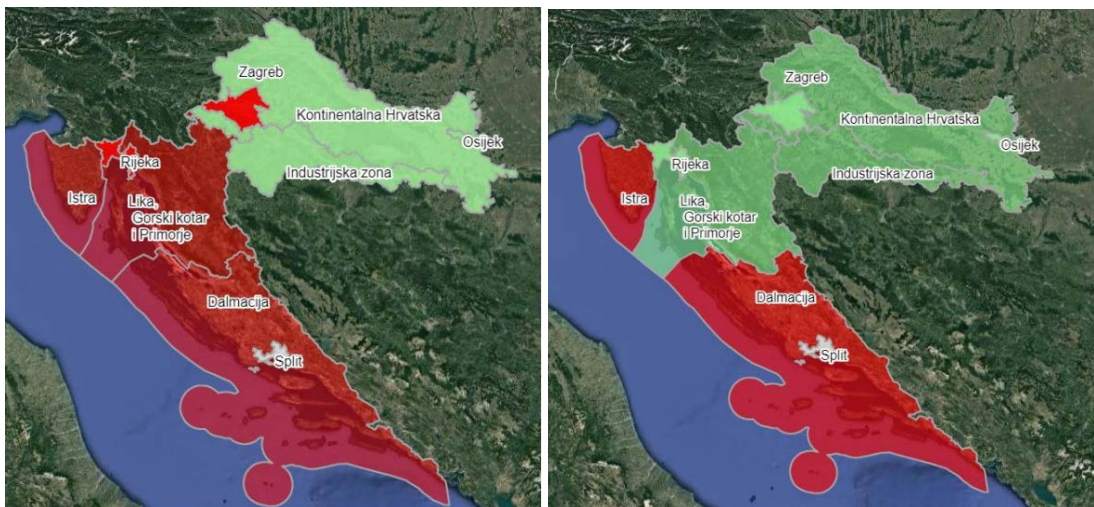 Zagreb
Kontinentalna Hrvatska
Osijek
Industrijska zona
Rijeka
Istra
Lika,
Gorski kotar
i Primorje
Dalmacija
Split
Zagreb
Kontinentalna Hrvatska
Osijek
Industrijska zona
Rijeka
Istra
Lika,
Gorski kotar
i Primorje
Dalmacija
Split